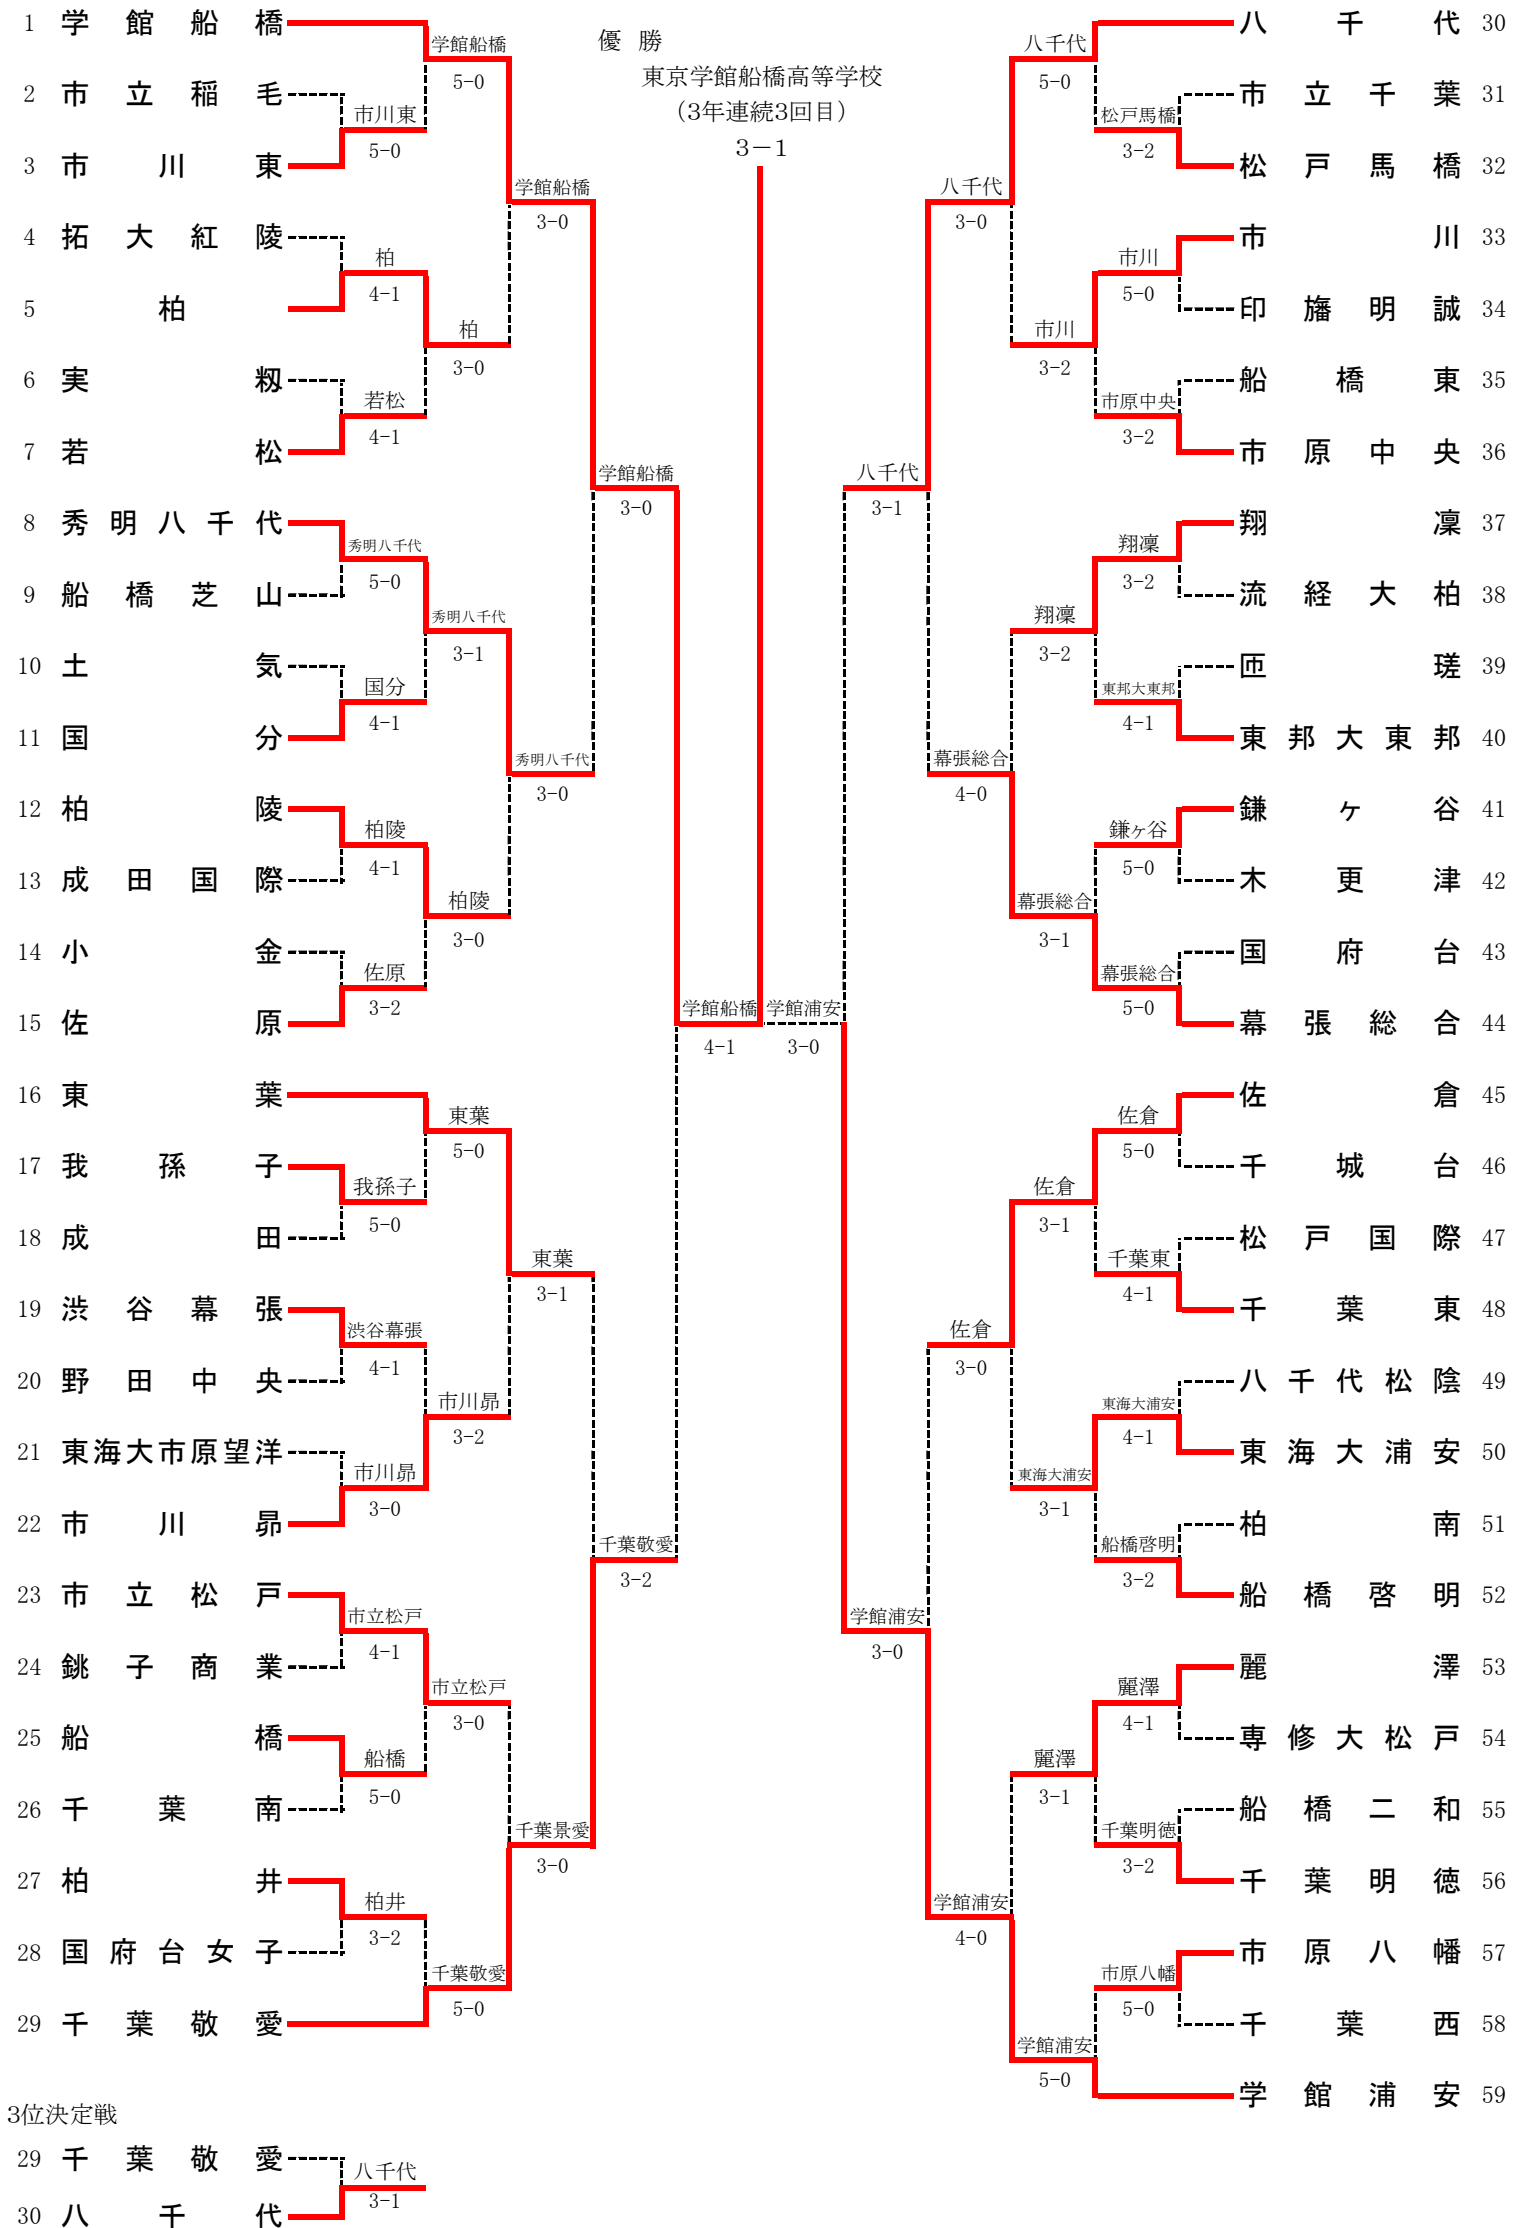 優 勝
東京学館船橋高等学校
（3年連続3回目）
3－1
1 学館船橋
2 市立稲毛
3 市川東
4 拓大紅陵
5 柏
6 実籾
7 若松
8 秀明八千代
9 船橋芝山
10 土気
11 国分
12 柏陵
13 成田国際
14 小金
15 佐原
16 東葉
17 我孫子
18 成田
19 渋谷幕張
20 野田中央
21 東海大市原望洋
22 市川昴
23 市立松戸
24 銚子商業
25 船橋
26 千葉南
27 柏井
28 国府台女子
29 千葉敬愛
市川東
5-0
柏
4-1
若松
4-1
秀明八千代
5-0
国分
4-1
柏陵
4-1
佐原
3-2
我孫子
5-0
渋谷幕張
4-1
市川昴
3-0
市立松戸
4-1
船橋
5-0
柏井
3-2
学館船橋
5-0
柏
3-0
秀明八千代
3-1
柏陵
3-0
東葉
5-0
市川昴
3-2
市立松戸
3-0
千葉敬愛
5-0
学館船橋
3-0
秀明八千代
3-0
東葉
3-1
千葉景愛
3-0
学館船橋
3-0
千葉敬愛
3-2
学館船橋
4-1
学館浦安
3-0
八千代
3-1
学館浦安
3-0
八千代
3-0
幕張総合
4-0
佐倉
3-0
学館浦安
4-0
八千代
5-0
市川
3-2
翔凜
3-2
幕張総合
3-1
佐倉
3-1
東海大浦安
3-1
麗澤
3-1
学館浦安
5-0
松戸馬橋
3-2
市川
5-0
市原中央
3-2
翔凜
3-2
東邦大東邦
4-1
鎌ヶ谷
5-0
幕張総合
5-0
佐倉
5-0
千葉東
4-1
東海大浦安
4-1
船橋啓明
3-2
麗澤
4-1
千葉明徳
3-2
市原八幡
5-0
八千代 30
市立千葉 31
松戸馬橋 32
市川 33
印旛明誠 34
船橋東 35
市原中央 36
翔凜 37
流経大柏 38
匝瑳 39
東邦大東邦 40
鎌ヶ谷 41
木更津 42
国府台 43
幕張総合 44
佐倉 45
千城台 46
松戸国際 47
千葉東 48
八千代松陰 49
東海大浦安 50
柏南 51
船橋啓明 52
麗澤 53
専修大松戸 54
船橋二和 55
千葉明徳 56
市原八幡 57
千葉西 58
学館浦安 59
3位決定戦
29 千葉敬愛
30 八千代
八千代
3-1